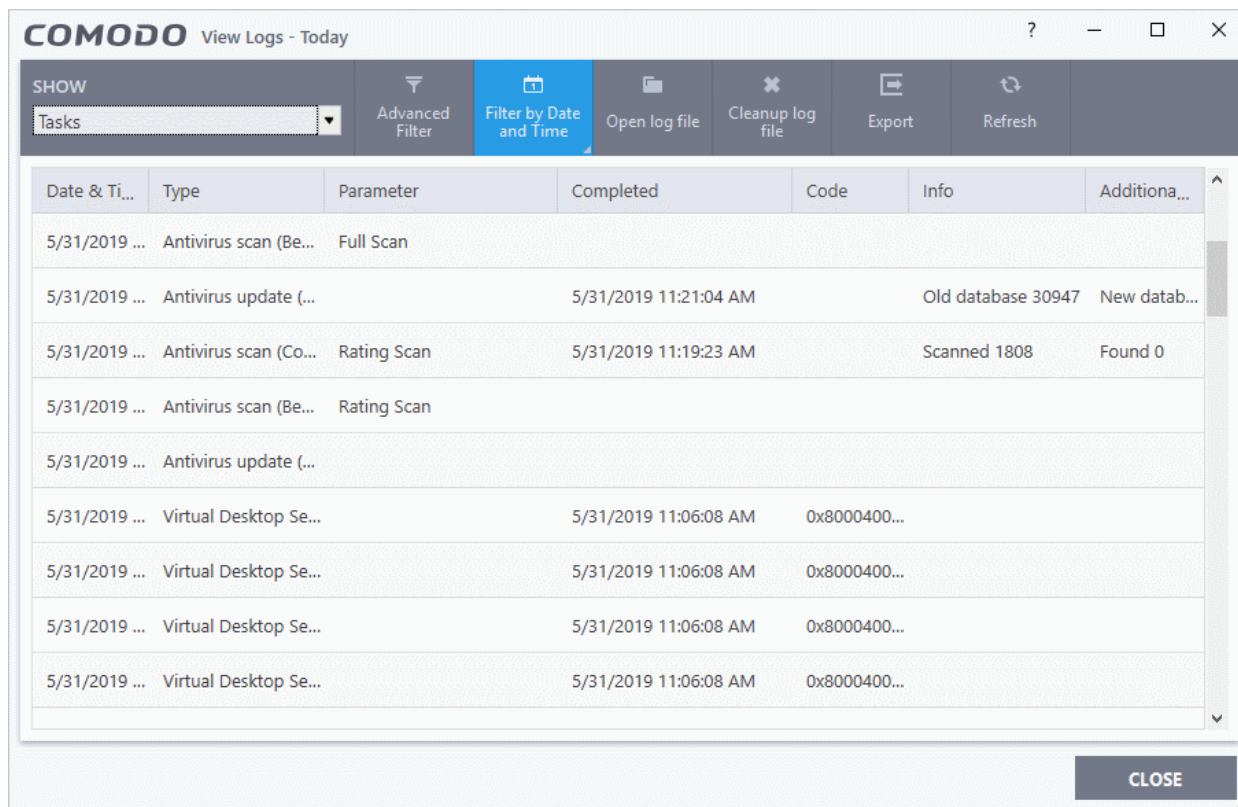 COMODO View Logs - Today ?
SHOW
Tasks
Advanced Filter
Filter by Date and Time
Open log file
Cleanup log file
Export
Refresh
Date & Ti... Type Parameter Completed Code Info Additiona...
5/31/2019 ... Antivirus scan (Be... Full Scan
5/31/2019 ... Antivirus update (... 5/31/2019 11:21:04 AM Old database 30947 New datab...
5/31/2019 ... Antivirus scan (Co... Rating Scan 5/31/2019 11:19:23 AM Scanned 1808 Found 0
5/31/2019 ... Antivirus scan (Be... Rating Scan
5/31/2019 ... Antivirus update (...
5/31/2019 ... Virtual Desktop Se... 5/31/2019 11:06:08 AM 0x8000400...
5/31/2019 ... Virtual Desktop Se... 5/31/2019 11:06:08 AM 0x8000400...
5/31/2019 ... Virtual Desktop Se... 5/31/2019 11:06:08 AM 0x8000400...
5/31/2019 ... Virtual Desktop Se... 5/31/2019 11:06:08 AM 0x8000400...
CLOSE